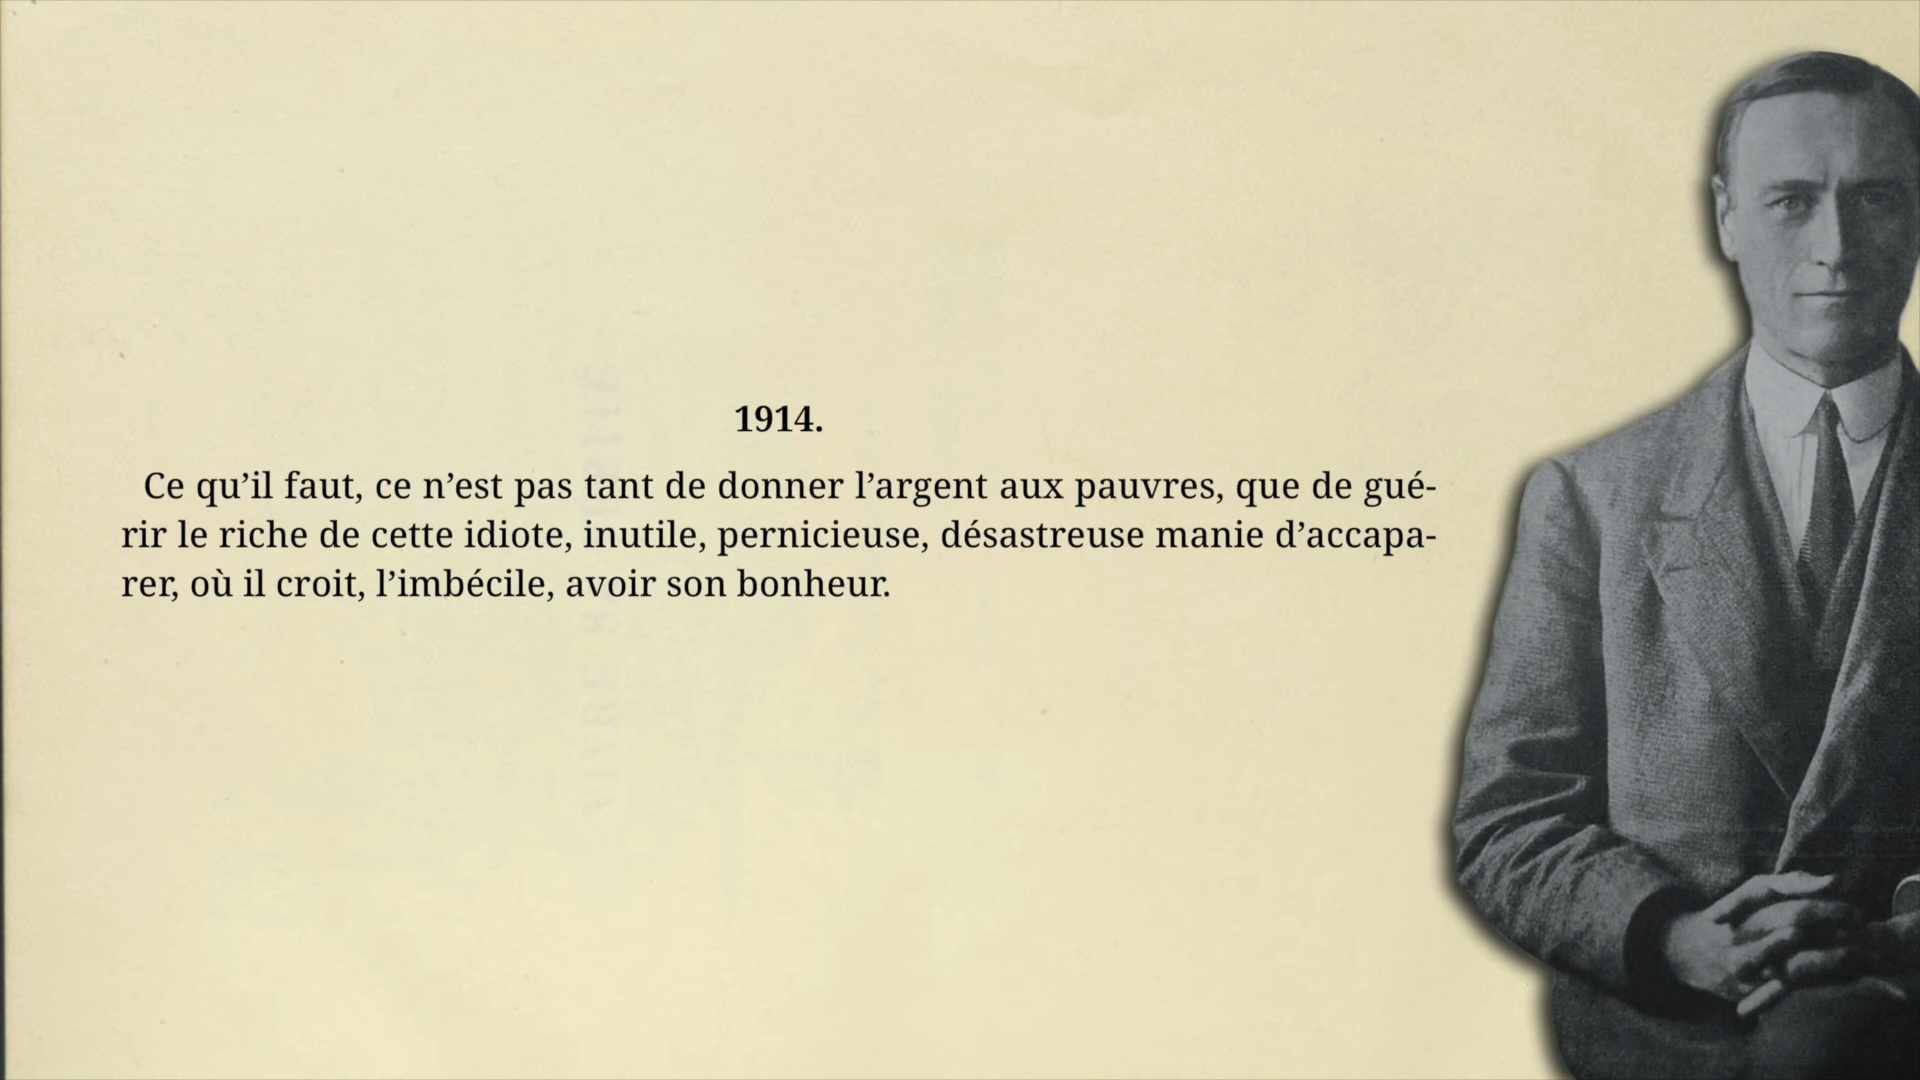 1914.
Ce qu’il faut, ce n’est pas tant de donner l’argent aux pauvres, que de gué-
rir le riche de cette idiote, inutile, pernicieuse, désastreuse manie d’accapa-
rer, où il croit, l’imbécile, avoir son bonheur.